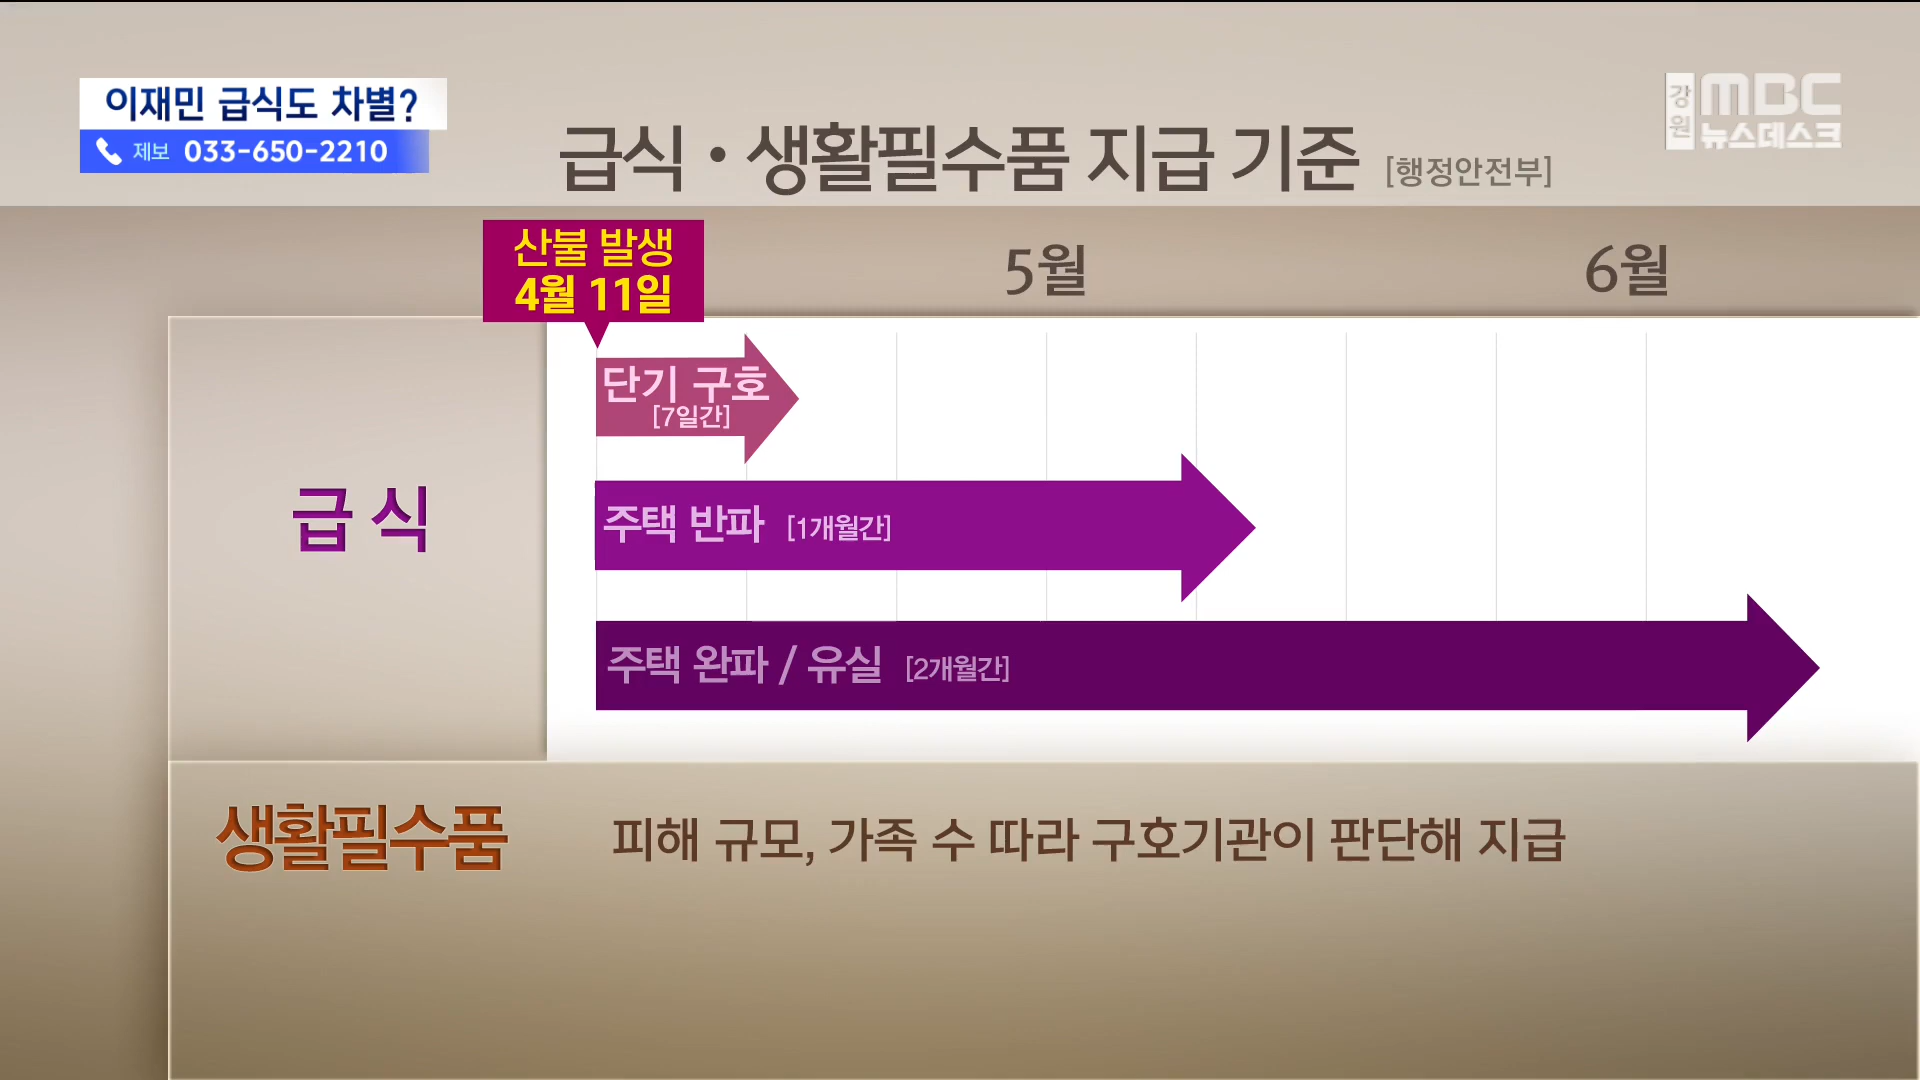 이재민 급식도 차별?
제보 033-650-2210
급식·생활필수품 지급 기준 [행정안전부]
강원 MBC 뉴스데스크
산불 발생
4월 11일
5월
6월
급식
단기 구호
[7일간]
주택 반파 [1개월간]
주택 완파 / 유실 [2개월간]
생활필수품
피해 규모, 가족 수 따라 구호기관이 판단해 지급